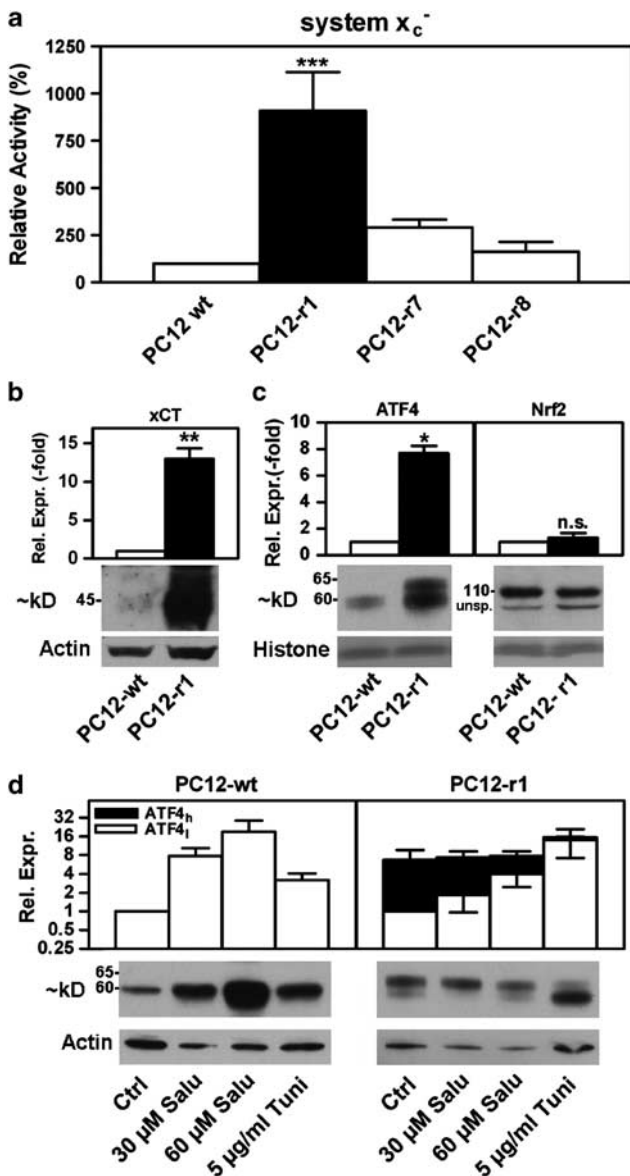 a
system x_c^-
Relative Activity (%)
1250
1000
750
500
250
0
***
PC12 wt
PC12-r1
PC12-r7
PC12-r8
b
xCT
Rel. Expr. (-fold)
15
10
5
0
**
~kD
45-
Actin
PC12-wt
PC12-r1
c
ATF4
Nrf2
Rel. Expr.(-fold)
10
8
6
4
2
0
*
n.s.
~kD
65-
60-
110-
unsp.
Histone
PC12-wt
PC12-r1
PC12-wt
PC12- r1
d
PC12-wt
PC12-r1
Rel. Expr.
32
16
8
4
2
1
0.5
0.25
ATF4h
ATF4l
~kD
65-
60-
Actin
Ctrl
30 µM Salu
60 µM Salu
5 µg/ml Tuni
Ctrl
30 µM Salu
60 µM Salu
5 µg/ml Tuni